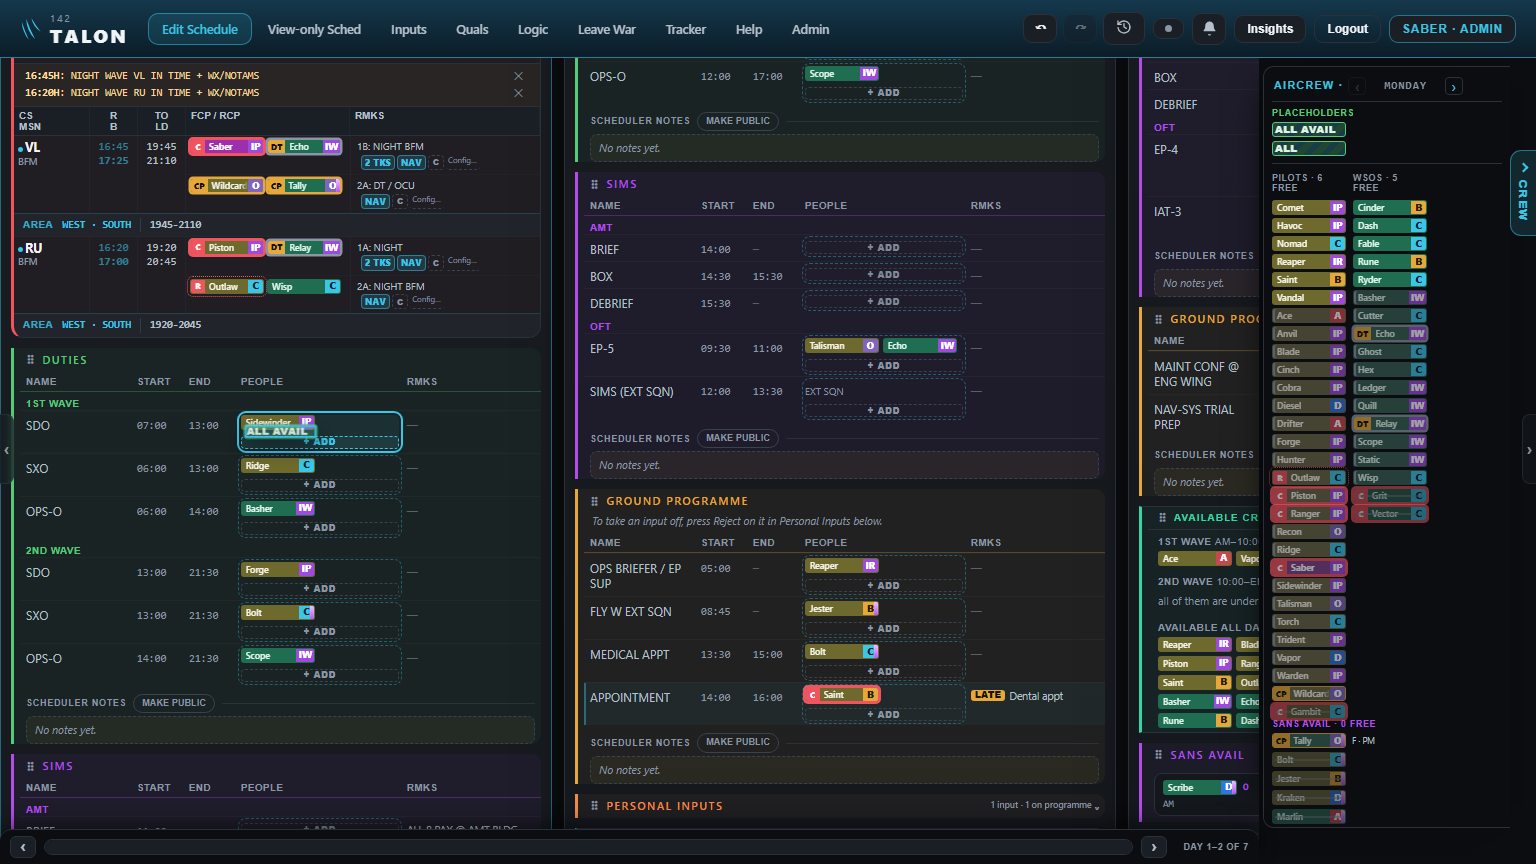 142
TALON
Edit Schedule
View-only Sched
Inputs
Quals
Logic
Leave War
Tracker
Help
Admin
Insights
Logout
SABER · ADMIN
16:45H: NIGHT WAVE VL IN TIME + WX/NOTAMS
16:20H: NIGHT WAVE RU IN TIME + WX/NOTAMS
CS MSN
R B
TO LD
FCP / RCP
RMKS
VL
BFM
16:45
17:25
19:45
21:10
C Saber IP
DT Echo IW
1B: NIGHT BFM
2 TKS NAV C Config...
CP Wildcard O
CP Tally O
2A: DT / OCU
NAV C Config...
AREA WEST · SOUTH 1945-2110
RU
BFM
16:20
17:00
19:20
20:45
C Piston IP
DT Relay IW
1A: NIGHT
2 TKS NAV C Config...
R Outlaw C
Wisp C
2A: NIGHT BFM
NAV C Config...
AREA WEST · SOUTH 1920-2045
DUTIES
NAME START END PEOPLE RMKS
1ST WAVE
SDO 07:00 13:00 Sidewinder IP —
ALL AVAIL
+ ADD
SXO 06:00 13:00 Ridge C —
+ ADD
OPS-O 06:00 14:00 Basher IW —
+ ADD
2ND WAVE
SDO 13:00 21:30 Forge IP —
+ ADD
SXO 13:00 21:30 Bolt C —
+ ADD
OPS-O 14:00 21:30 Scope IW —
+ ADD
SCHEDULER NOTES MAKE PUBLIC
No notes yet.
SIMS
NAME START END PEOPLE RMKS
AMT
OPS-O 12:00 17:00 Scope IW —
+ ADD
SCHEDULER NOTES MAKE PUBLIC
No notes yet.
SIMS
NAME START END PEOPLE RMKS
AMT
BRIEF 14:00 — + ADD —
BOX 14:30 15:30 + ADD —
DEBRIEF 15:30 — + ADD —
OFT
EP-5 09:30 11:00 Talisman O Echo IW —
+ ADD
SIMS (EXT SQN) 12:00 13:30 EXT SQN —
+ ADD
SCHEDULER NOTES MAKE PUBLIC
No notes yet.
GROUND PROGRAMME
To take an input off, press Reject on it in Personal Inputs below.
NAME START END PEOPLE RMKS
OPS BRIEFER / EP SUP 05:00 — Reaper IR —
+ ADD
FLY W EXT SQN 08:45 — Jester B —
+ ADD
MEDICAL APPT 13:30 15:00 Bolt C —
+ ADD
APPOINTMENT 14:00 16:00 C Saint B LATE Dental appt
+ ADD
SCHEDULER NOTES MAKE PUBLIC
No notes yet.
PERSONAL INPUTS 1 input · 1 on programme
BOX
DEBRIEF
OFT
EP-4
IAT-3
SCHEDULER NOTES
No notes yet.
GROUND PROG
NAME
MAINT CONF @ ENG WING
NAV-SYS TRIAL PREP
SCHEDULER NOTES
No notes yet.
AVAILABLE CR
1ST WAVE AM–10:0
Ace A Vapo
2ND WAVE 10:00–E
all of them are under
AVAILABLE ALL DA
Reaper IR Blad
Piston IP Rang
Saint B Outl
Basher IW Echo
Rune B Dash
SANS AVAIL
Scribe D O
AM
AIRCREW · ‹ MONDAY ›
PLACEHOLDERS
ALL AVAIL
ALL
PILOTS · 6 FREE
WSOS · 5 FREE
Comet IP Cinder B
Havoc IP Dash C
Nomad C Fable C
Reaper IR Rune B
Saint B Ryder C
Vandal IP Basher IW
Ace A Cutter C
Anvil IP DT Echo IW
Blade IP Ghost C
Cinch IP Hex C
Cobra IP Ledger IW
Diesel D Quill IW
Drifter A DT Relay IW
Forge IP Scope IW
Hunter IP Static IW
R Outlaw C Wisp C
C Piston IP C Grit C
C Ranger IP C Vector C
Recon O
Ridge C
C Saber IP
Sidewinder IP
Talisman O
Torch C
Trident IP
Vapor D
Warden IP
CP Wildcard O
C Gambit C
SANS AVAIL · 0 FREE
CP Tally O F · PM
Bolt C
Jester B
Kraken D
Marlin A
CREW
DAY 1–2 OF 7